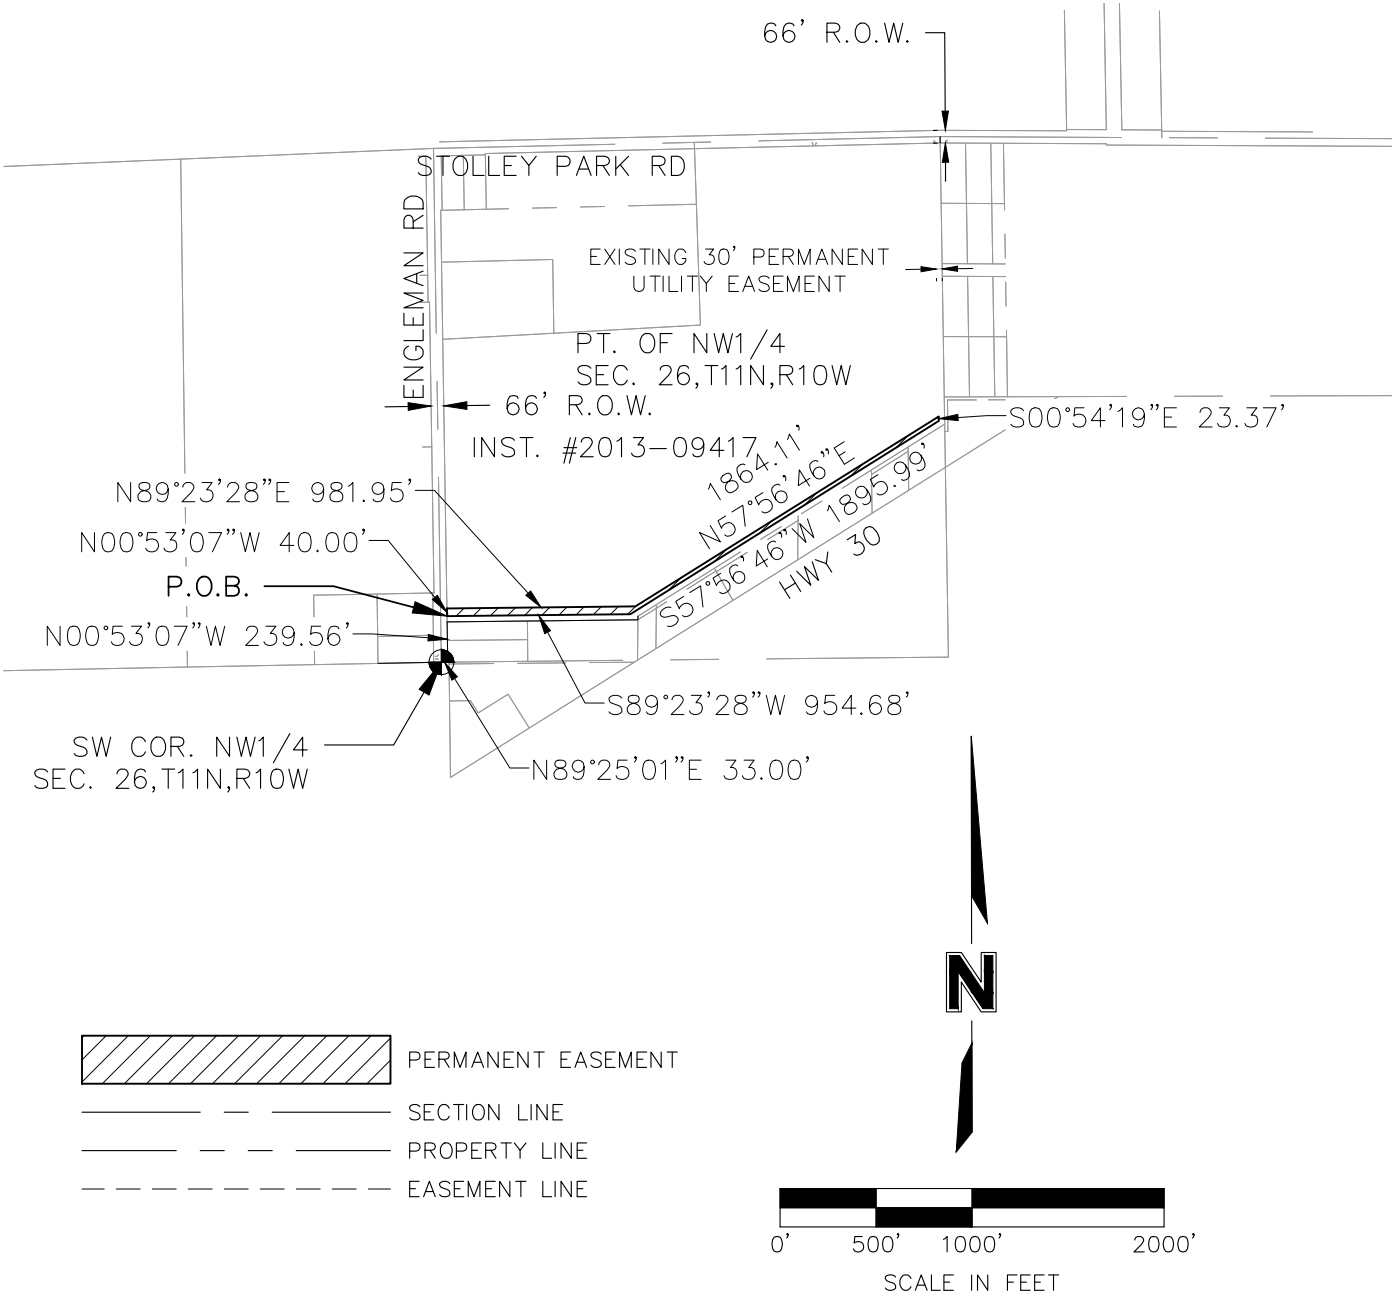 66' R.O.W.
STOLLEY PARK RD
ENGLEMAN RD
EXISTING 30' PERMANENT
UTILITY EASEMENT
PT. OF NW1/4
SEC. 26,T11N,R10W
66' R.O.W.
INST. #2013-09417
S00°54'19"E 23.37'
1864.11'
N57°56'46"E
S57°56'46"W 1895.99'
HWY 30
N89°23'28"E 981.95'
N00°53'07"W 40.00'
P.O.B.
N00°53'07"W 239.56'
S89°23'28"W 954.68'
SW COR. NW1/4
SEC. 26,T11N,R10W
N89°25'01"E 33.00'
N
PERMANENT EASEMENT
SECTION LINE
PROPERTY LINE
EASEMENT LINE
0' 500' 1000' 2000'
SCALE IN FEET